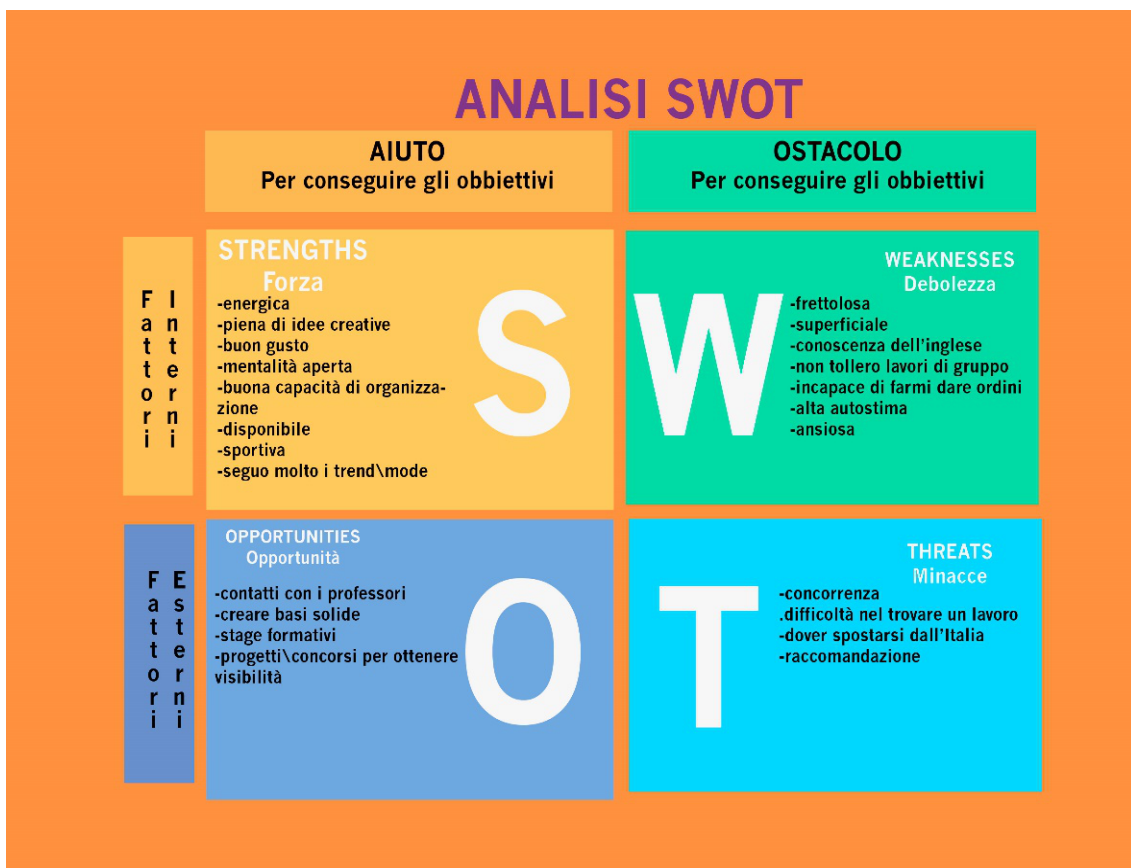 ANALISI SWOT
AIUTO
Per conseguire gli obbiettivi
OSTACOLO
Per conseguire gli obbiettivi
Fattori
Interni
STRENGTHS
Forza
-energica
-piena di idee creative
-buon gusto
-mentalità aperta
-buona capacità di organizza-
zione
-disponibile
-sportiva
-seguo molto i trend\mode
S
WEAKNESSES
Debolezza
-frettolosa
-superficiale
-conoscenza dell'inglese
-non tollero lavori di gruppo
-incapace di farmi dare ordini
-alta autostima
-ansiosa
W
Fattori
Esterni
OPPORTUNITIES
Opportunità
-contatti con i professori
-creare basi solide
-stage formativi
-progetti\concorsi per ottenere
visibilità
O
THREATS
Minacce
-concorrenza
.difficoltà nel trovare un lavoro
-dover spostarsi dall'Italia
-raccomandazione
T